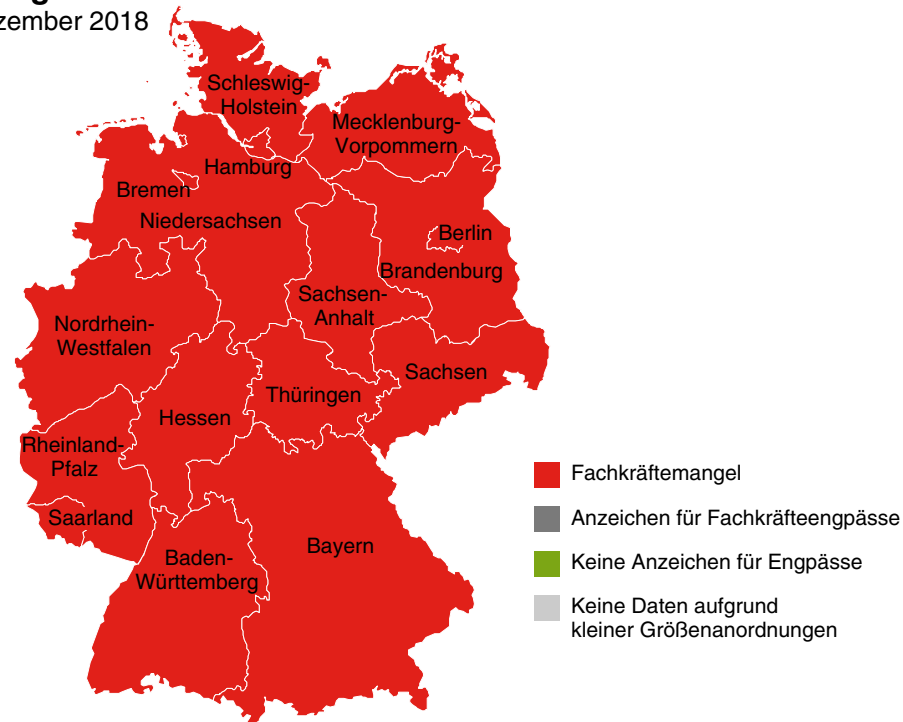 2018
Schleswig-
Holstein
Mecklenburg-
Vorpommern
Hamburg
Bremen
Niedersachsen
Berlin
Brandenburg
Sachsen-
Anhalt
Nordrhein-
Westfalen
Sachsen
Thüringen
Hessen
Rheinland-
Pfalz
Saarland
Bayern
Baden-
Württemberg
Fachkräftemangel
Anzeichen für Fachkräfteengpässe
Keine Anzeichen für Engpässe
Keine Daten aufgrund
kleiner Größenanordnungen